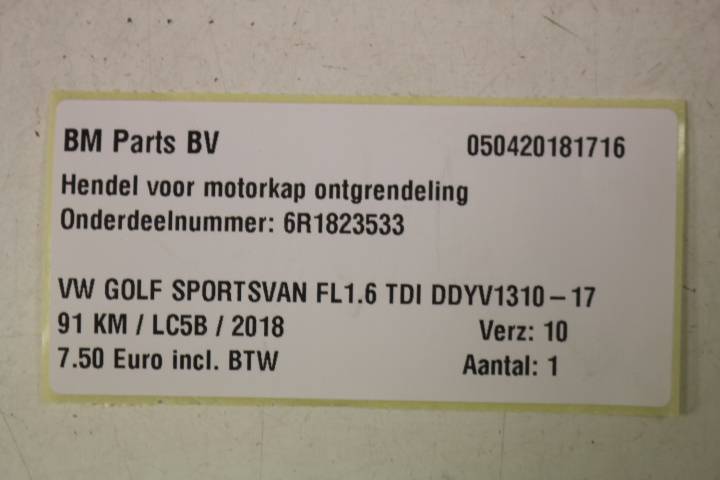 BM Parts BV 050420181716
Hendel voor motorkap ontgrendeling
Onderdeelnummer: 6R1823533
VW GOLF SPORTSVAN FL1.6 TDI DDYV1310-17
91 KM / LC5B / 2018 Verz: 10
7.50 Euro incl. BTW Aantal: 1